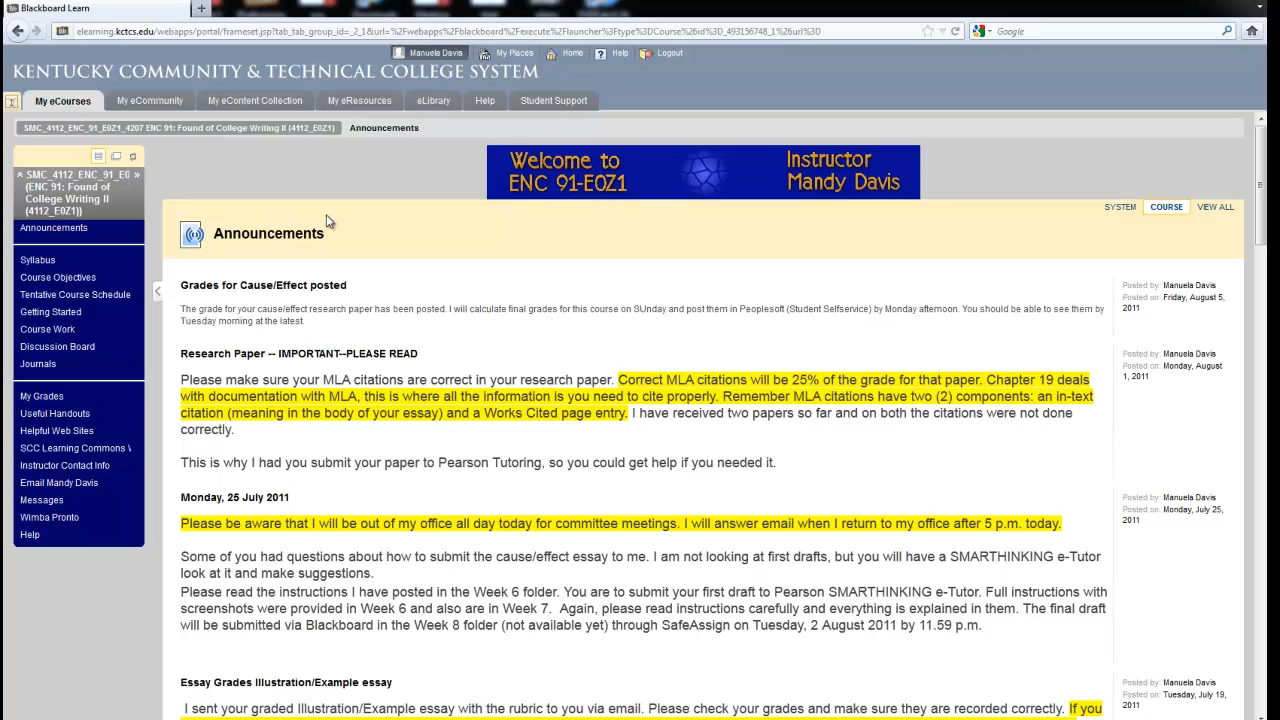 Blackboard Learn
elearning.kctcs.edu/webapps/portal/frameset.jsp?tab_tab_group_id=_2_1&url=%2Fwebapps%2Fblackboard%2Fexecute%2Flauncher%3Ftype%3DCourse%26id%3D_493156748_1%26url%3D
Google
Manuela Davis My Places Home Help Logout
KENTUCKY COMMUNITY & TECHNICAL COLLEGE SYSTEM
My eCourses My eCommunity My eContent Collection My eResources eLibrary Help Student Support
SMC_4112_ENC_91_E0Z1_4207 ENC 91: Found of College Writing II (4112_E0Z1) Announcements
SMC_4112_ENC_91_E0
(ENC 91: Found of
College Writing II
(4112_E0Z1))
Announcements
Syllabus
Course Objectives
Tentative Course Schedule
Getting Started
Course Work
Discussion Board
Journals
My Grades
Useful Handouts
Helpful Web Sites
SCC Learning Commons \
Instructor Contact Info
Email Mandy Davis
Messages
Wimba Pronto
Help
Welcome to
ENC 91-E0Z1
Instructor
Mandy Davis
SYSTEM COURSE VIEW ALL
Announcements
Grades for Cause/Effect posted
The grade for your cause/effect research paper has been posted. I will calculate final grades for this course on SUnday and post them in Peoplesoft (Student Selfservice) by Monday afternoon. You should be able to see them by
Tuesday morning at the latest.
Posted by: Manuela Davis
Posted on: Friday, August 5,
2011
Research Paper -- IMPORTANT--PLEASE READ
Please make sure your MLA citations are correct in your research paper. Correct MLA citations will be 25% of the grade for that paper. Chapter 19 deals
with documentation with MLA, this is where all the information is you need to cite properly. Remember MLA citations have two (2) components: an in-text
citation (meaning in the body of your essay) and a Works Cited page entry. I have received two papers so far and on both the citations were not done
correctly.
This is why I had you submit your paper to Pearson Tutoring, so you could get help if you needed it.
Posted by: Manuela Davis
Posted on: Monday, August
1, 2011
Monday, 25 July 2011
Please be aware that I will be out of my office all day today for committee meetings. I will answer email when I return to my office after 5 p.m. today.
Some of you had questions about how to submit the cause/effect essay to me. I am not looking at first drafts, but you will have a SMARTHINKING e-Tutor
look at it and make suggestions.
Please read the instructions I have posted in the Week 6 folder. You are to submit your first draft to Pearson SMARTHINKING e-Tutor. Full instructions with
screenshots were provided in Week 6 and also are in Week 7. Again, please read instructions carefully and everything is explained in them. The final draft
will be submitted via Blackboard in the Week 8 folder (not available yet) through SafeAssign on Tuesday, 2 August 2011 by 11.59 p.m.
Posted by: Manuela Davis
Posted on: Monday, July 25,
2011
Essay Grades Illustration/Example essay
I sent your graded Illustration/Example essay with the rubric to you via email. Please check your grades and make sure they are recorded correctly. If you
Posted by: Manuela Davis
Posted on: Tuesday, July 19,
2011